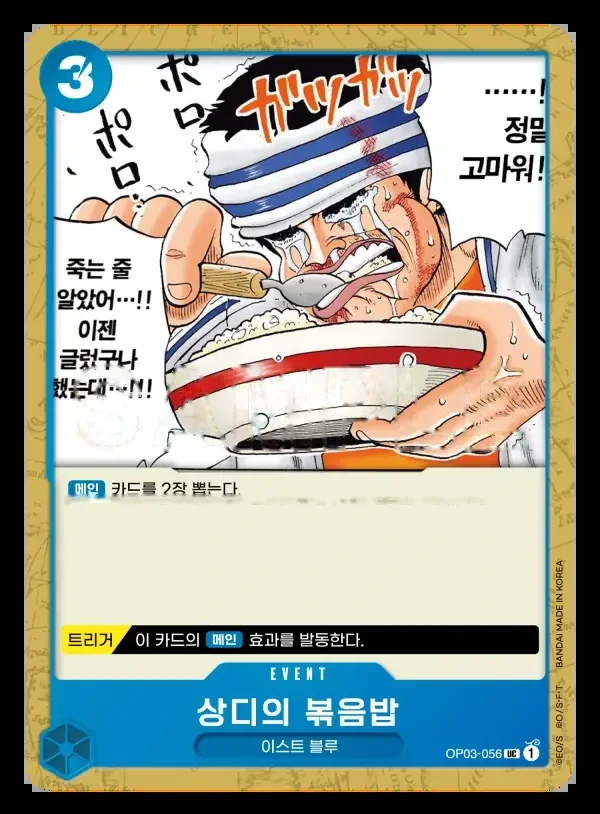 3
ガツガツ
ポロ
ポロ
……!
정말
고마워!
죽는 줄
알았어…!!
이젠
글렀구나
했는데…!!!
메인 카드를 2장 뽑는다.
트리거 이 카드의 메인 효과를 발동한다.
EVENT
상디의 볶음밥
이스트 블루
OP03-056 UC 1
©EO/S ©O/S·F·T BANDAI MADE IN KOREA